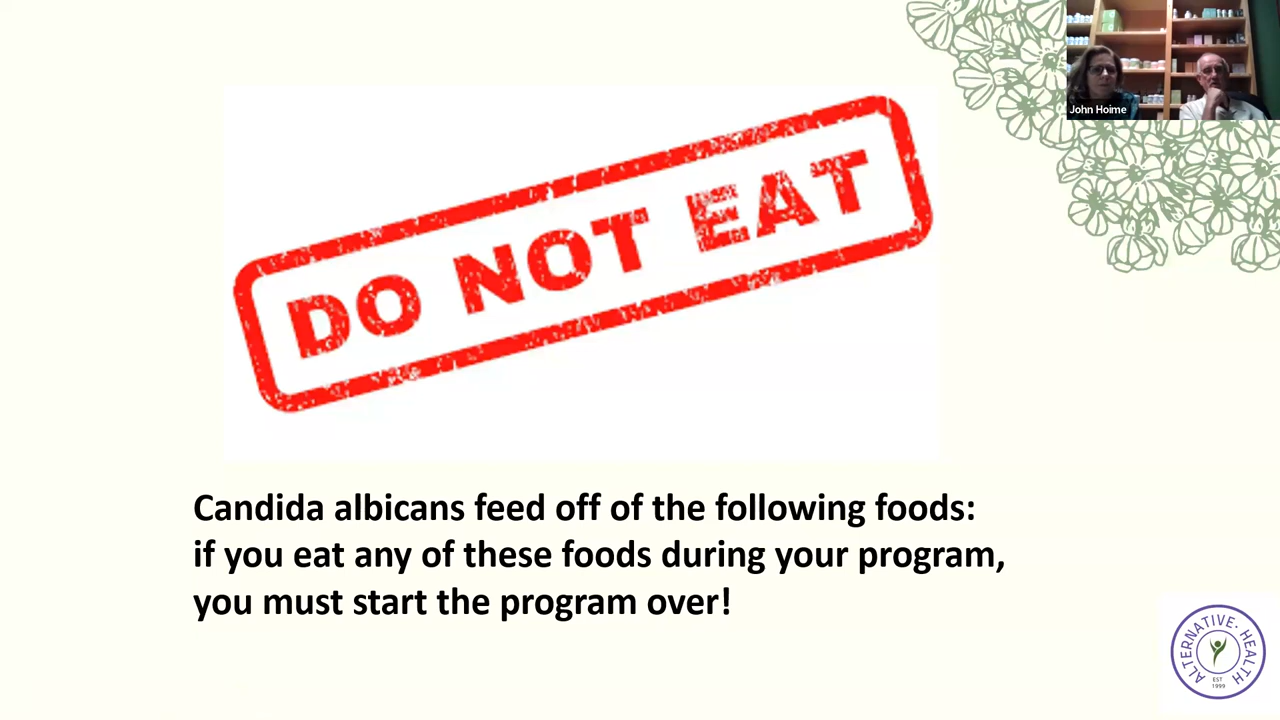 John Hoime
DO NOT EAT
Candida albicans feed off of the following foods:
if you eat any of these foods during your program,
you must start the program over!
ALTERNATIVE · HEALTH
EST
1999